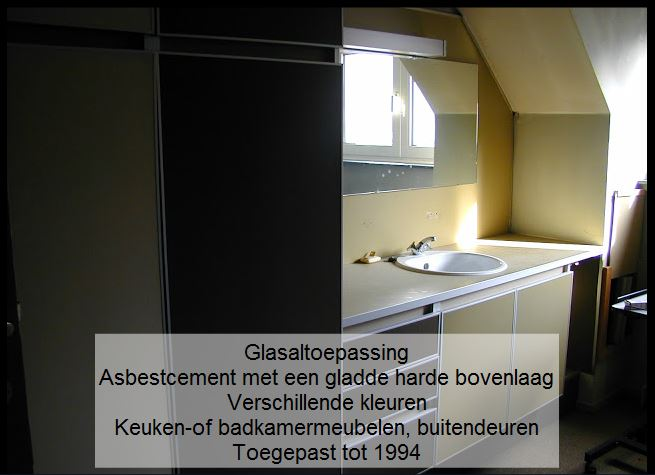 Glasaltoepassing
Asbestcement met een gladde harde bovenlaag
Verschillende kleuren
Keuken-of badkamermeubelen, buitendeuren
Toegepast tot 1994